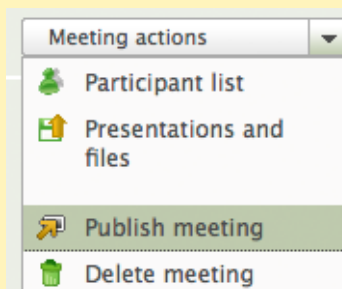 Meeting actions
Participant list
Presentations and
files
Publish meeting
Delete meeting